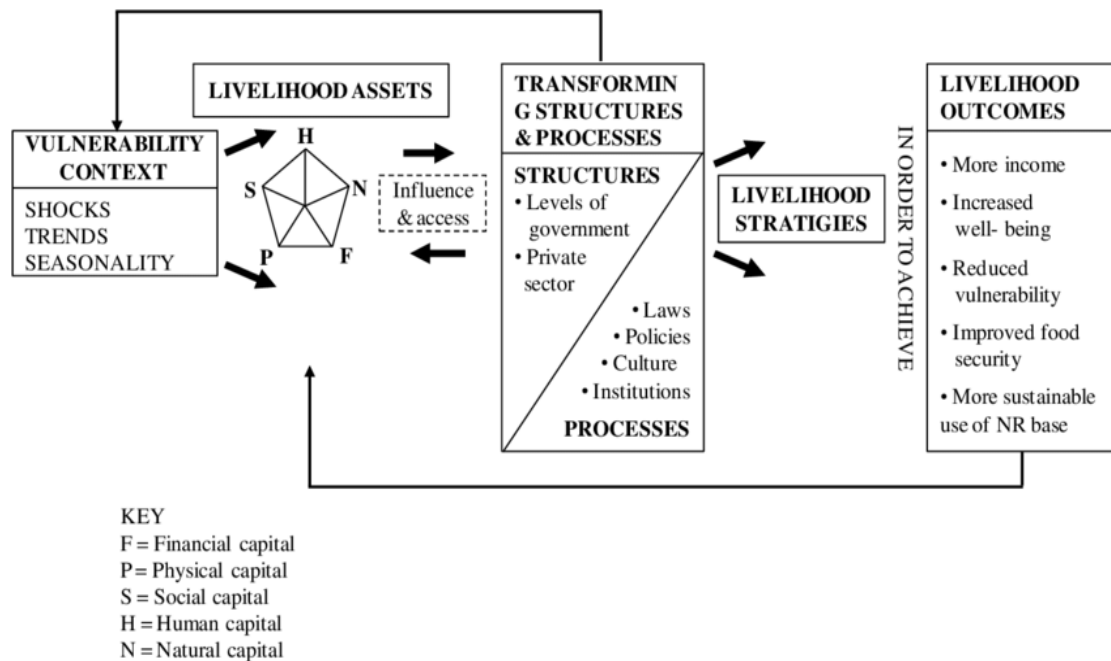 LIVELIHOOD ASSETS
VULNERABILITY
CONTEXT
SHOCKS
TRENDS
SEASONALITY
H
S
N
P
F
Influence
& access
TRANSFORMIN
G STRUCTURES
& PROCESSES
STRUCTURES
• Levels of
government
• Private
sector
• Laws
• Policies
• Culture
• Institutions
PROCESSES
LIVELIHOOD
STRATIGIES
IN ORDER TO ACHIEVE
LIVELIHOOD
OUTCOMES
• More income
• Increased
well- being
• Reduced
vulnerability
• Improved food
security
• More sustainable
use of NR base
KEY
F = Financial capital
P = Physical capital
S = Social capital
H = Human capital
N = Natural capital